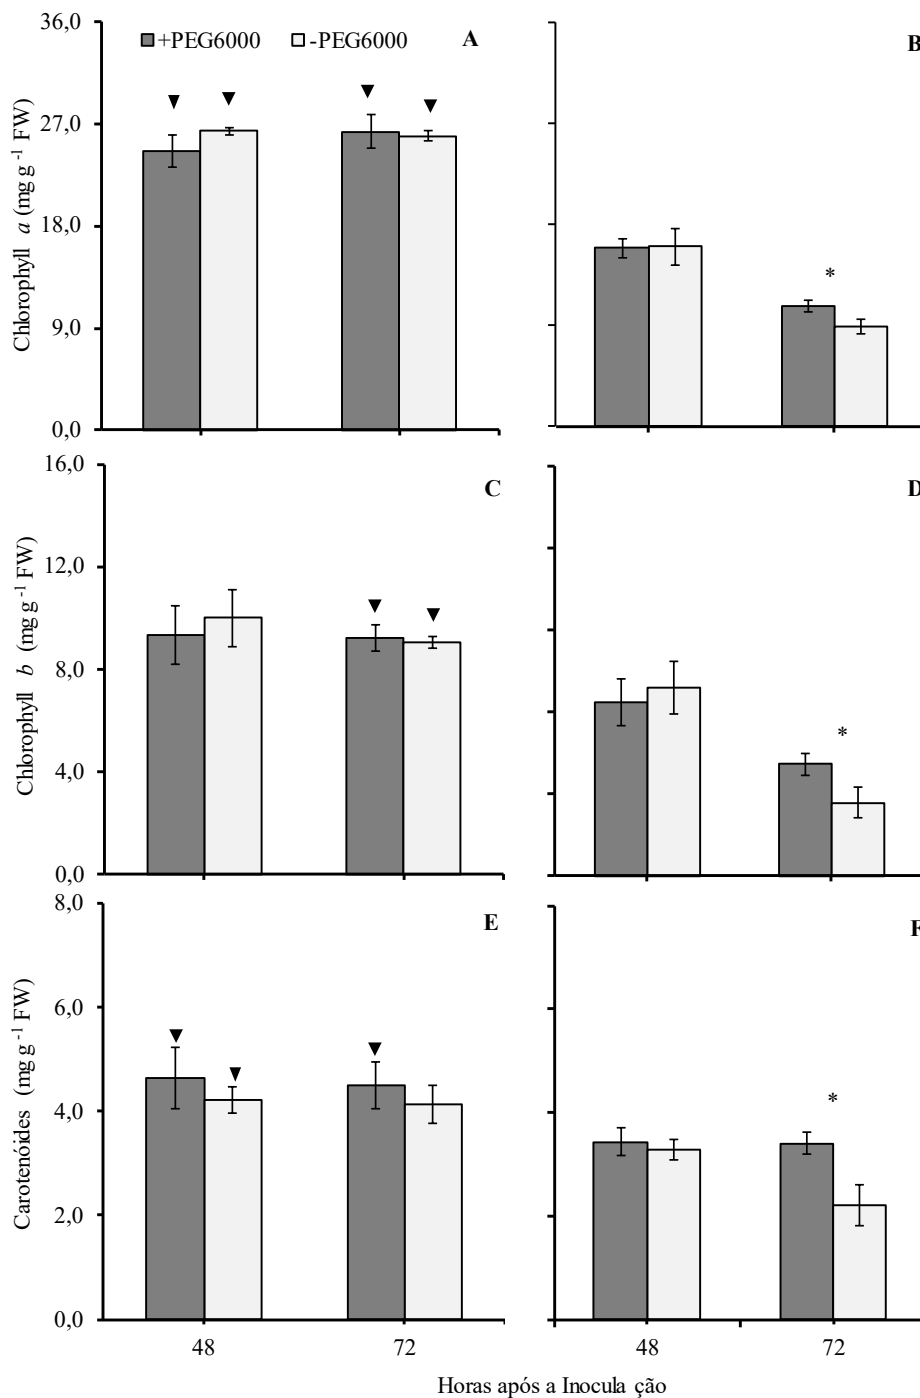 36,0
+PEG6000 -PEG6000 A B
27,0
*
18,0
9,0
0,0
Chlorophyll a (mg g -1 FW)
16,0
C D
12,0
8,0
*
4,0
0,0
Chlorophyll b (mg g -1 FW)
8,0
E F
6,0
4,0
*
2,0
0,0
Carotenóides (mg g -1 FW)
48 72 48 72
Horas após a Inocula ção